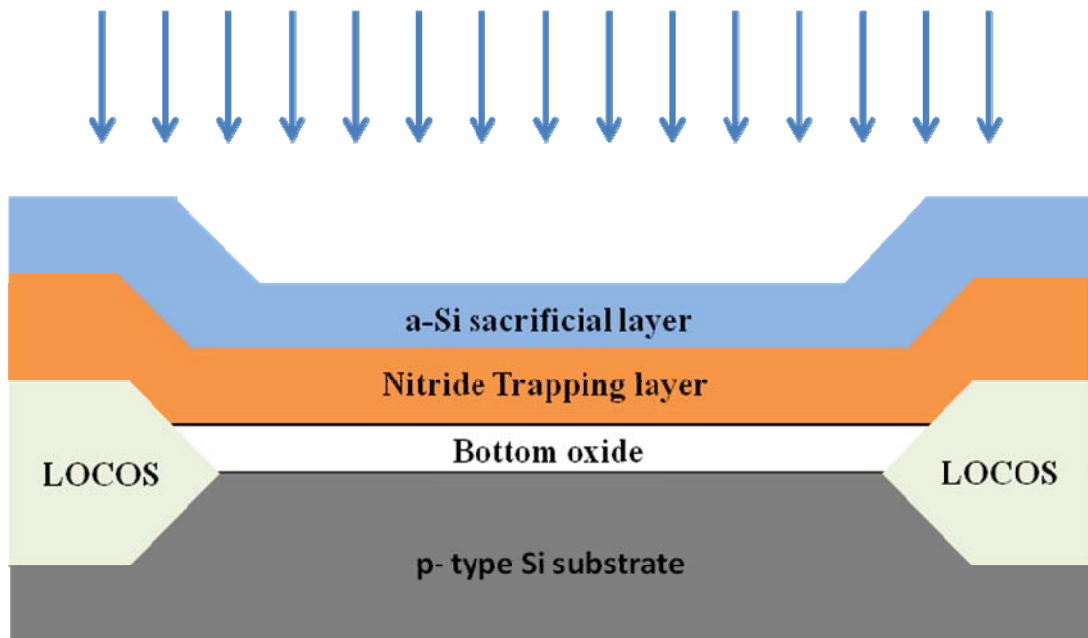 a-Si sacrificial layer
Nitride Trapping layer
Bottom oxide
LOCOS
LOCOS
p- type Si substrate